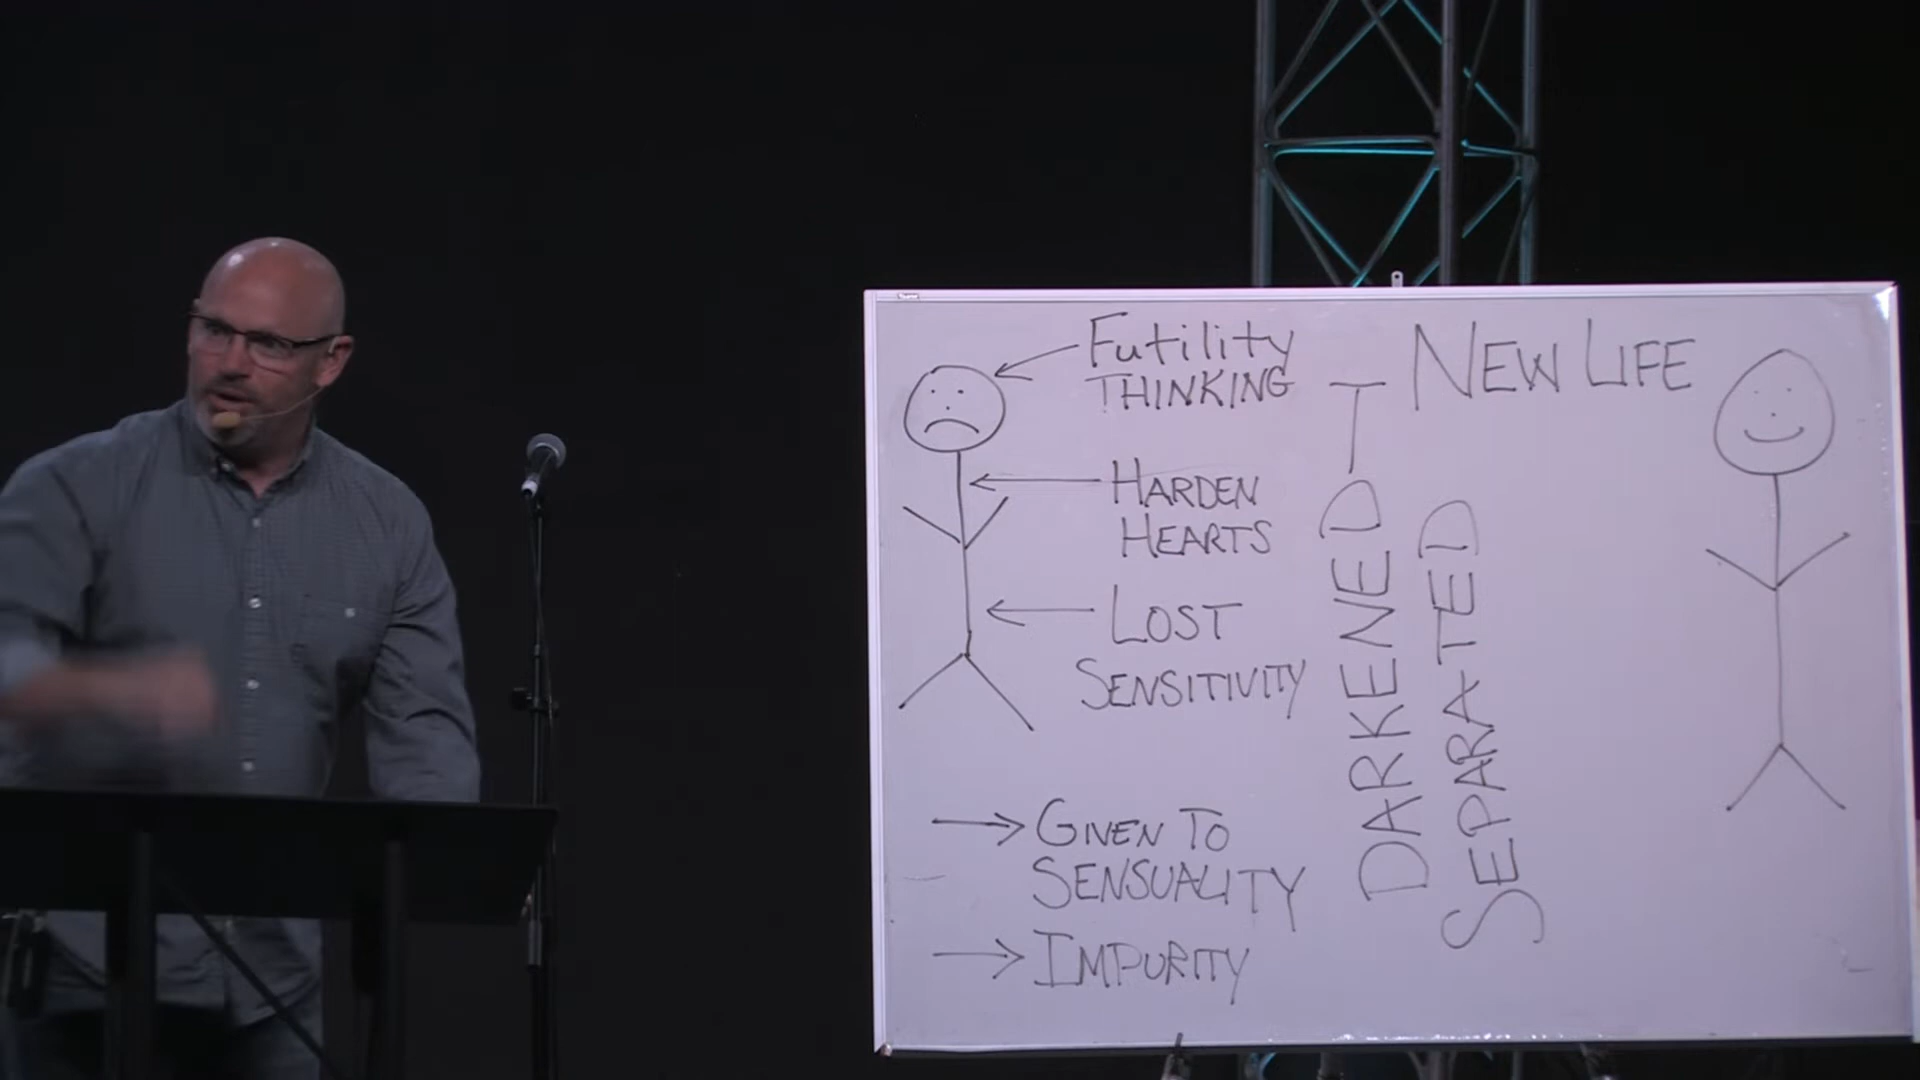 Futility
THINKING
HARDEN
HEARTS
LOST
SENSITIVITY
GIVEN TO
SENSUALITY
IMPURITY
DARKENED
SEPARATED
NEW LIFE